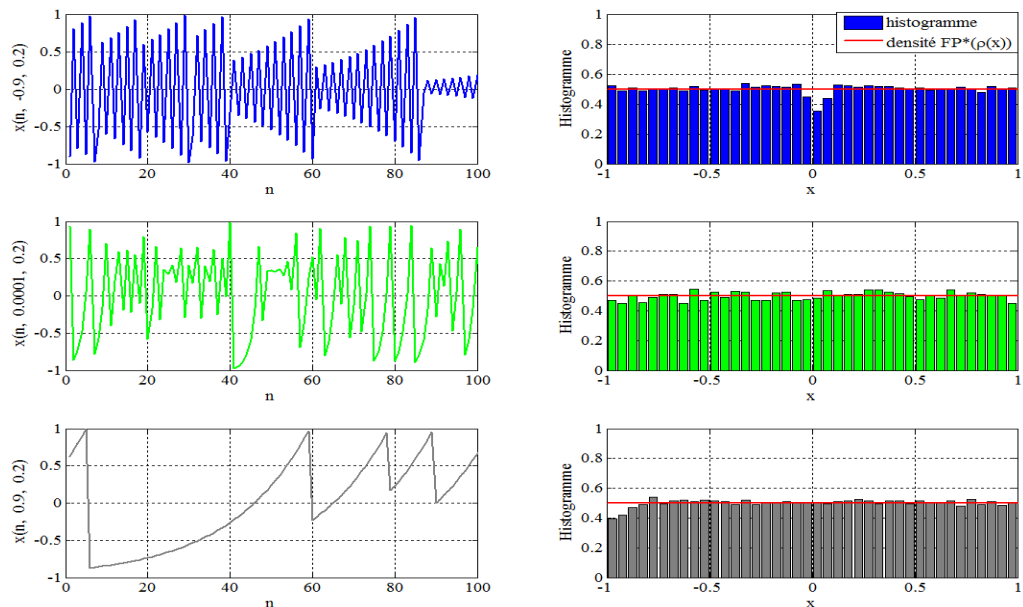 x(n, -0.9, 0.2)
1
0.5
0
-0.5
-1
0 20 40 60 80 100
n
Histogramme
1
0.8
0.6
0.4
0.2
0
-1 -0.5 0 0.5 1
x
histogramme
densité FP*(ρ(x))
x(n, 0.0001, 0.2)
1
0.5
0
-0.5
-1
0 20 40 60 80 100
n
Histogramme
1
0.8
0.6
0.4
0.2
0
-1 -0.5 0 0.5 1
x
x(n, 0.9, 0.2)
1
0.5
0
-0.5
-1
0 20 40 60 80 100
n
Histogramme
1
0.8
0.6
0.4
0.2
0
-1 -0.5 0 0.5 1
x